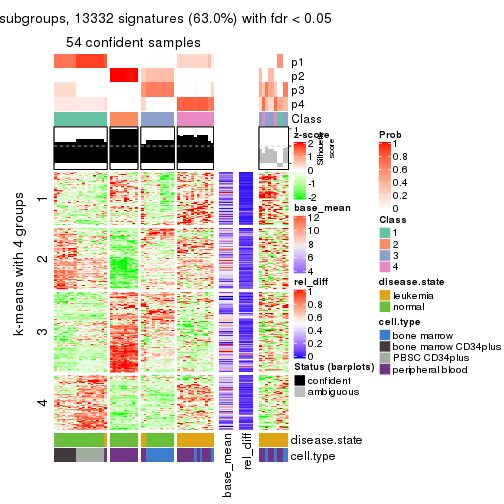 subgroups, 13332 signatures (63.0%) with fdr < 0.05
54 confident samples
p1
p2
p3
p4
Class
1
Silhouette
score
k-means with 4 groups
1
2
3
4
disease.state
cell.type
base_mean
rel_diff
z-score
2
1
0
-1
-2
base_mean
12
10
8
6
4
rel_diff
1
0.8
0.6
0.4
0.2
0
Status (barplots)
confident
ambiguous
Prob
1
0.8
0.6
0.4
0.2
0
Class
1
2
3
4
disease.state
leukemia
normal
cell.type
bone marrow
bone marrow CD34plus
PBSC CD34plus
peripheral blood